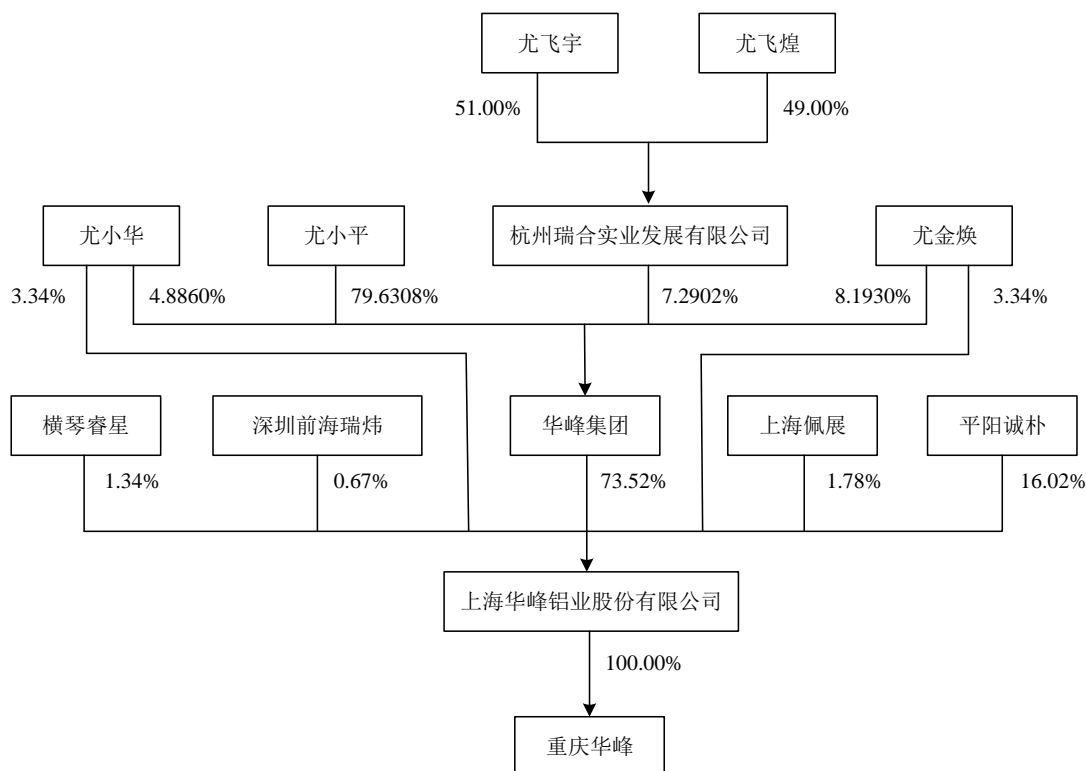 尤飞宇
尤飞煌
51.00%
49.00%
尤小华
尤小平
杭州瑞合实业发展有限公司
尤金焕
3.34%
4.8860%
79.6308%
7.2902%
8.1930%
3.34%
横琴睿星
深圳前海瑞炜
华峰集团
上海佩展
平阳诚朴
1.34%
0.67%
73.52%
1.78%
16.02%
上海华峰铝业股份有限公司
100.00%
重庆华峰